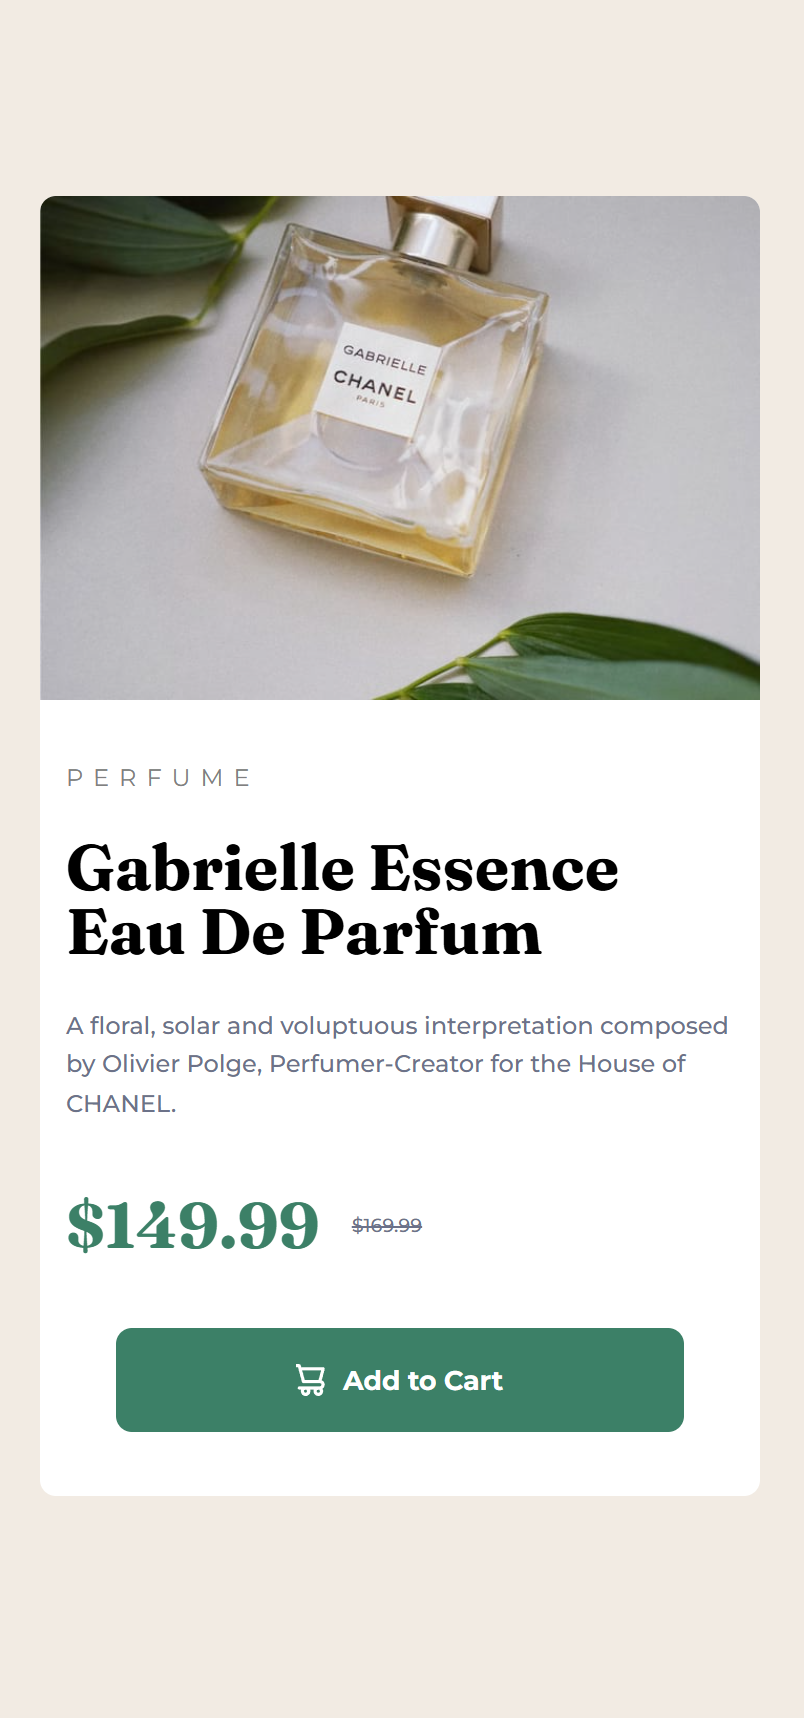 GABRIELLE
CHANEL
PARIS
PERFUME
Gabrielle Essence
Eau De Parfum
A floral, solar and voluptuous interpretation composed
by Olivier Polge, Perfumer-Creator for the House of
CHANEL.
$149.99 $169.99
Add to Cart